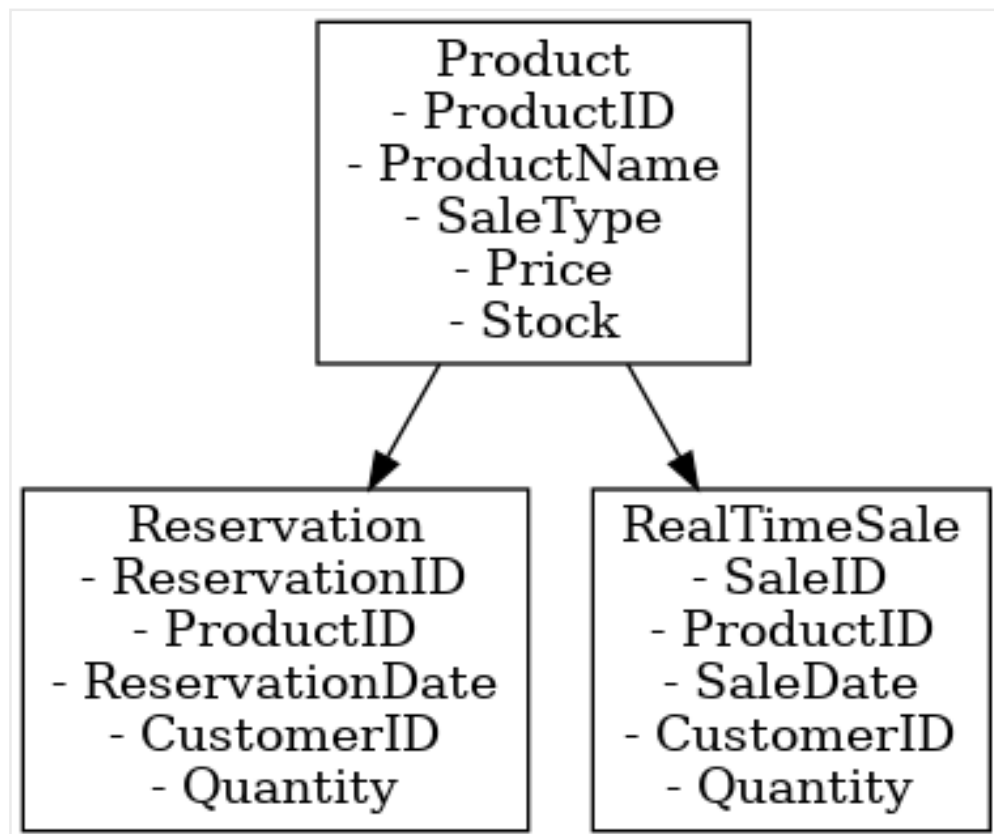 Product
- ProductID
- ProductName
- SaleType
- Price
- Stock
Reservation
- ReservationID
- ProductID
- ReservationDate
- CustomerID
- Quantity
RealTimeSale
- SaleID
- ProductID
- SaleDate
- CustomerID
- Quantity